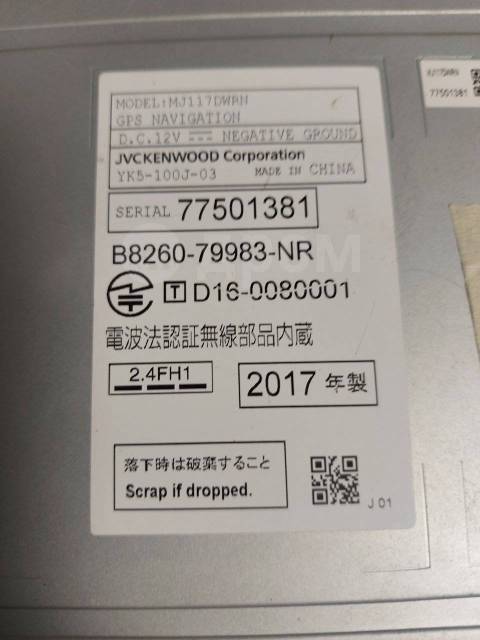 MODEL:MJ117DWRN
GPS NAVIGATION
D.C.12V NEGATIVE GROUND
JVCKENWOOD Corporation
YK5-100J-03 MADE IN CHINA
SERIAL 77501381
B8260-79983-NR
T D16-0080001
電波法認証無線部品内蔵
2.4FH1
2017 年製
落下時は破棄すること
Scrap if dropped.
J 01
77501381